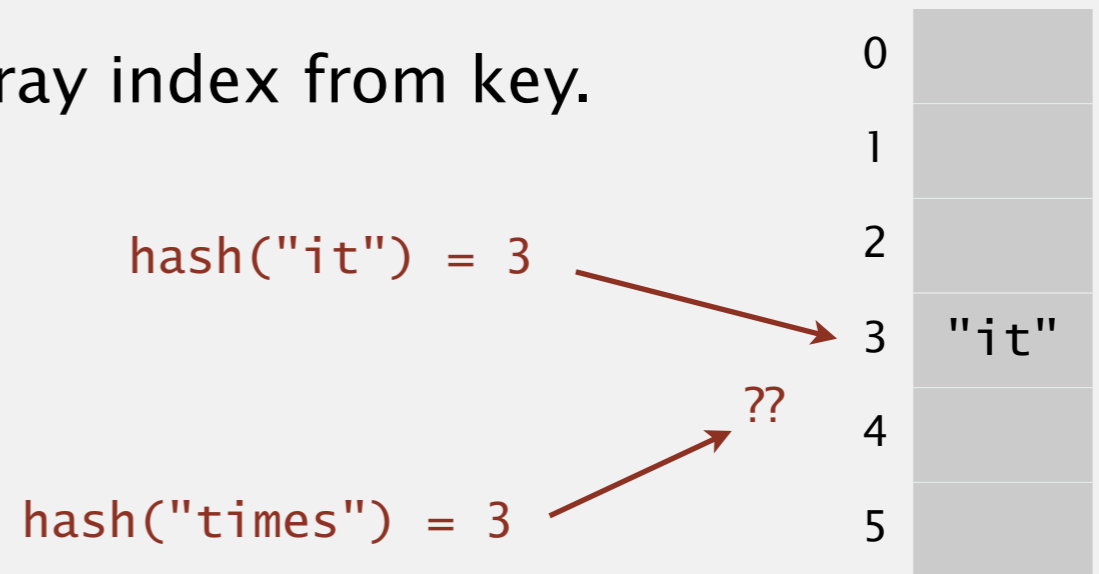 ray index from key.
hash("it") = 3
??
hash("times") = 3
0
1
2
3 "it"
4
5